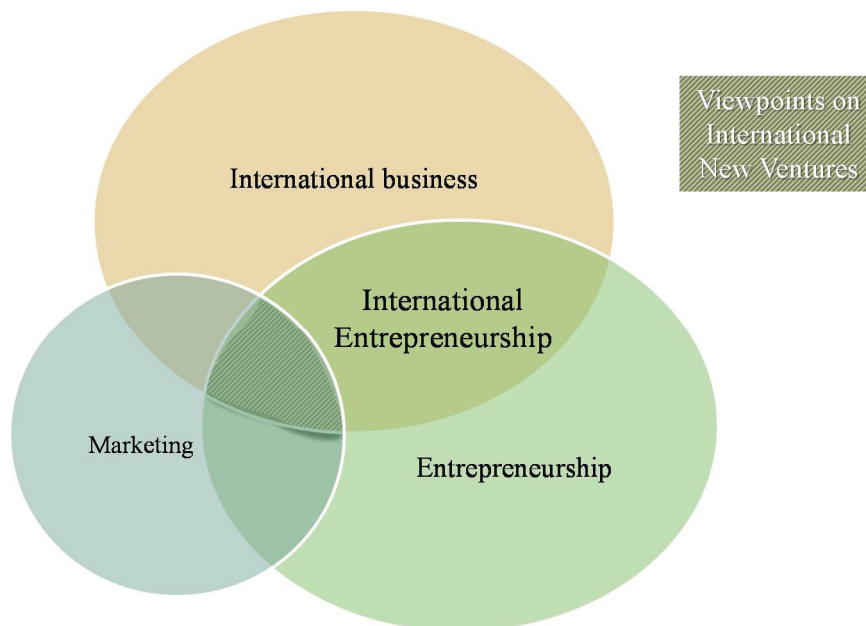 Viewpoints on
International
New Ventures
International business
International
Entrepreneurship
Marketing
Entrepreneurship